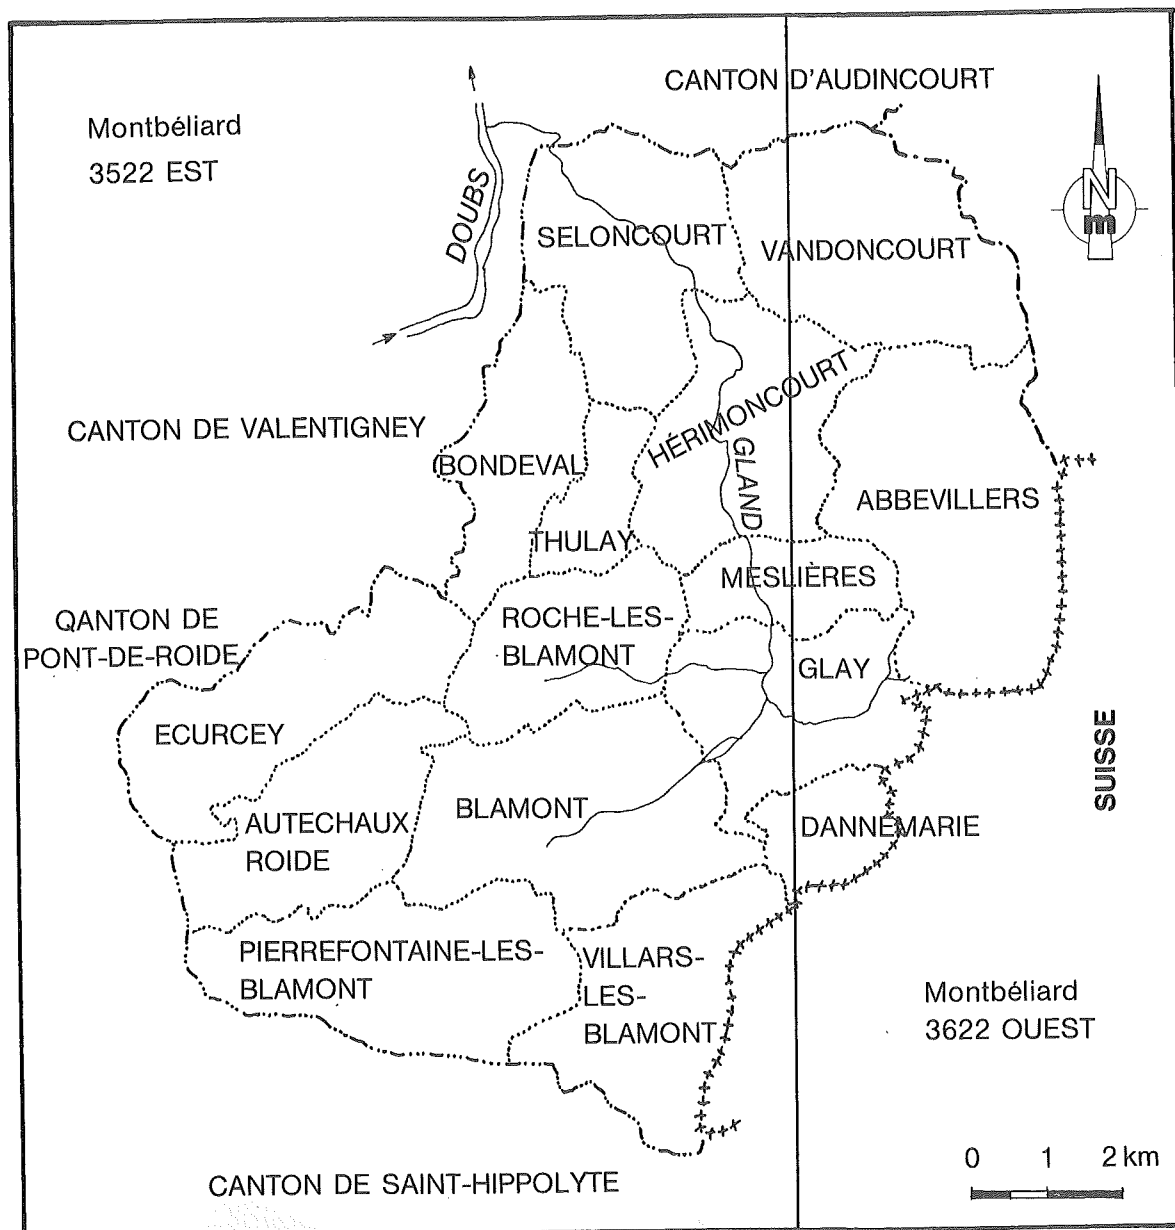 CANTON D'AUDINCOURT
Montbéliard
3522 EST
N
DOUBS
SELONCOURT
VANDONCOURT
HÉRIMONCOURT
CANTON DE VALENTIGNEY
BONDEVAL
GLAND
ABBEVILLERS
THULAY
MESLIÈRES
QANTON DE
PONT-DE-ROIDE
ROCHE-LES-
BLAMONT
GLAY
ECURCEY
SUISSE
BLAMONT
AUTECHAUX
ROIDE
DANNEMARIE
PIERREFONTAINE-LES-
BLAMONT
VILLARS-
LES-
BLAMONT
Montbéliard
3622 OUEST
0 1 2 km
CANTON DE SAINT-HIPPOLYTE